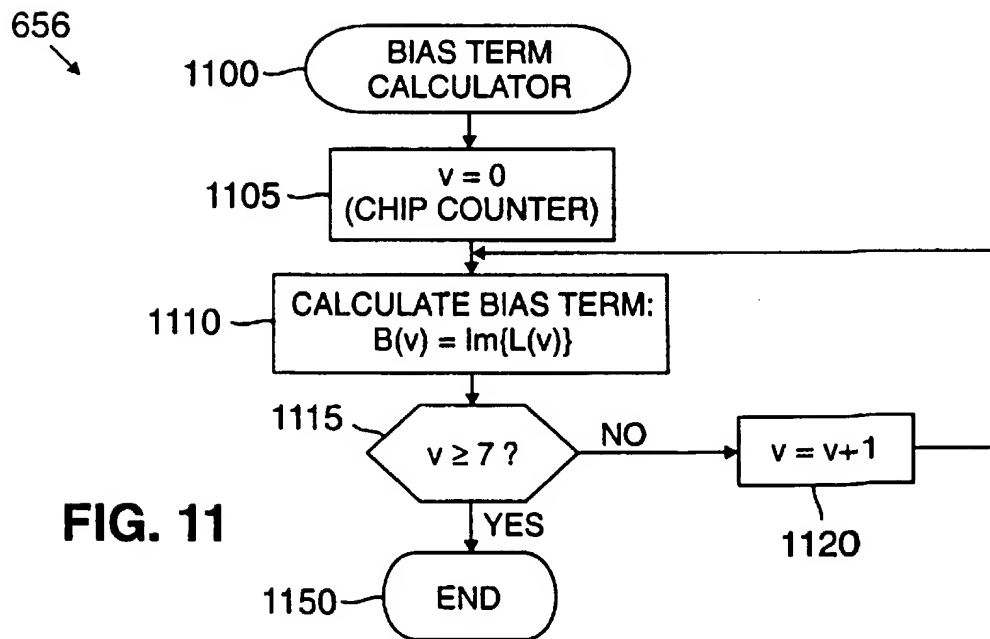 656
1100
BIAS TERM
CALCULATOR
1105
v = 0
(CHIP COUNTER)
1110
CALCULATE BIAS TERM:
B(v) = Im{L(v)}
1115
v ≥ 7 ?
NO
v = v+1
1120
YES
FIG. 11
1150
END